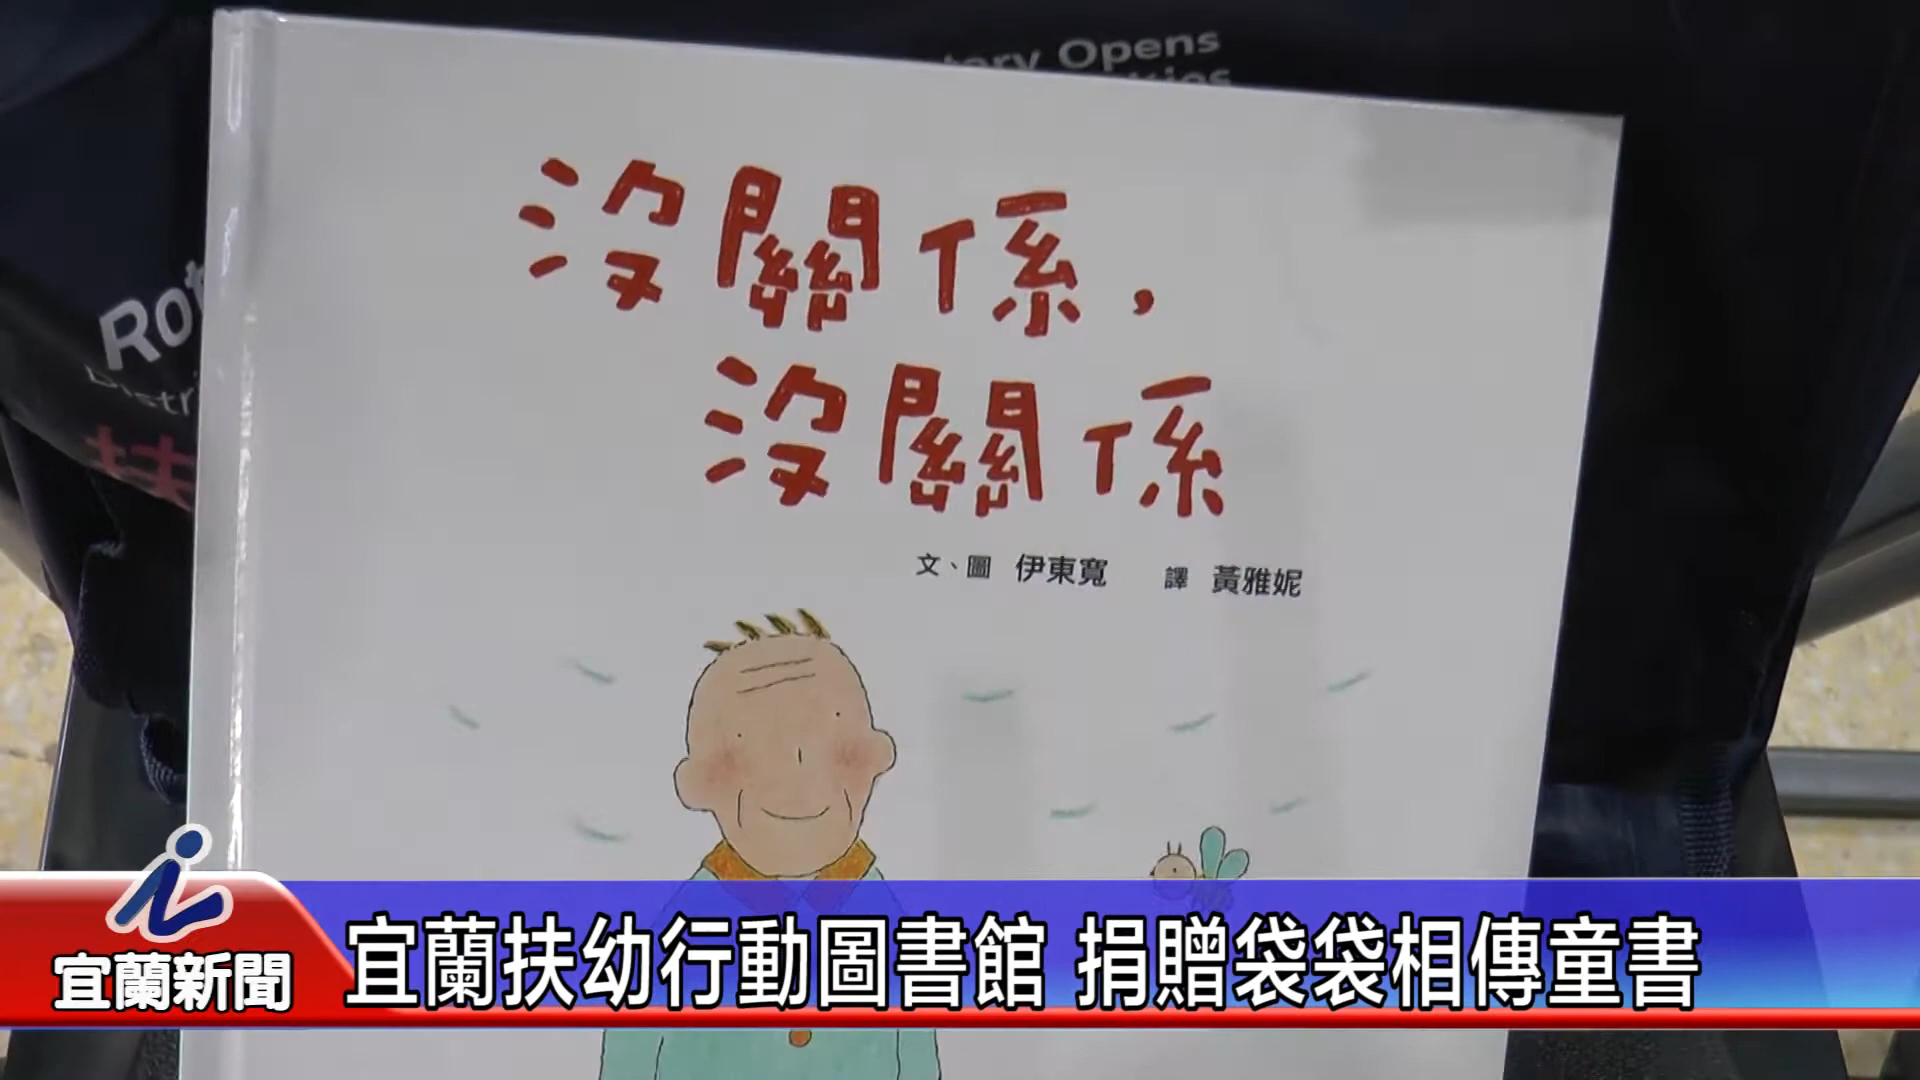 Opens
沒關係,
沒關係
文、圖 伊東寬 譯 黃雅妮
宜蘭新聞
宜蘭扶幼行動圖書館 捐贈袋袋相傳童書